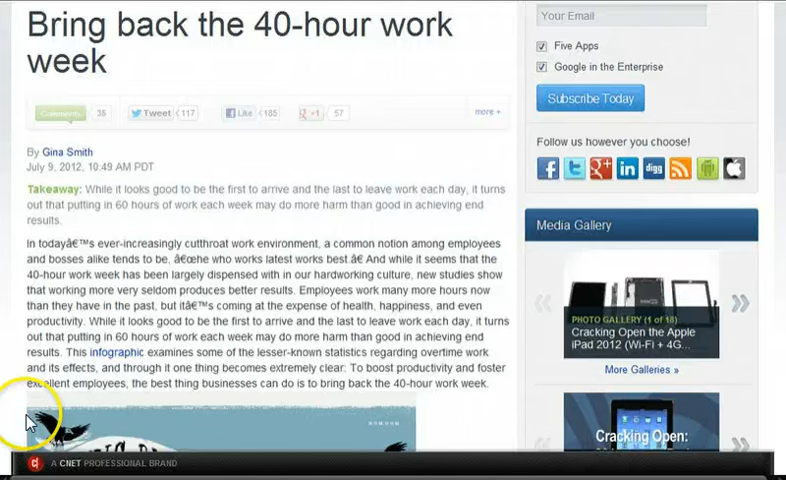 Bring back the 40-hour work
week
Comments 35 Tweet 117 Like 185 +1 57 more +
By Gina Smith
July 9, 2012, 10:49 AM PDT
Takeaway: While it looks good to be the first to arrive and the last to leave work each day, it turns
out that putting in 60 hours of work each week may do more harm than good in achieving end
results.
In todayâ€™s ever-increasingly cutthroat work environment, a common notion among employees
and bosses alike tends to be, â€œhe who works latest works best.â€ And while it seems that the
40-hour work week has been largely dispensed with in our hardworking culture, new studies show
that working more very seldom produces better results. Employees work many more hours now
than they have in the past, but itâ€™s coming at the expense of health, happiness, and even
productivity. While it looks good to be the first to arrive and the last to leave work each day, it turns
out that putting in 60 hours of work each week may do more harm than good in achieving end
results. This infographic examines some of the lesser-known statistics regarding overtime work
and its effects, and through it one thing becomes extremely clear: To boost productivity and foster
excellent employees, the best thing businesses can do is to bring back the 40-hour work week.
Your Email
Five Apps
Google in the Enterprise
Subscribe Today
Follow us however you choose!
digg
Media Gallery
PHOTO GALLERY (1 of 18)
Cracking Open the Apple
iPad 2012 (Wi-Fi + 4G...
More Galleries »
Cracking Open:
A CNET PROFESSIONAL BRAND